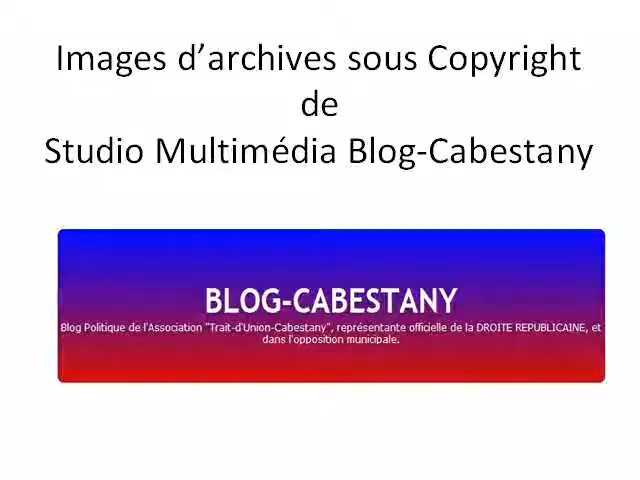 Images d’archives sous Copyright
de
Studio Multimédia Blog-Cabestany
BLOG-CABESTANY
Blog Politique de l'Association "Trait-d'Union-Cabestany", représentante officielle de la DROITE REPUBLICAINE, et
dans l'opposition municipale.